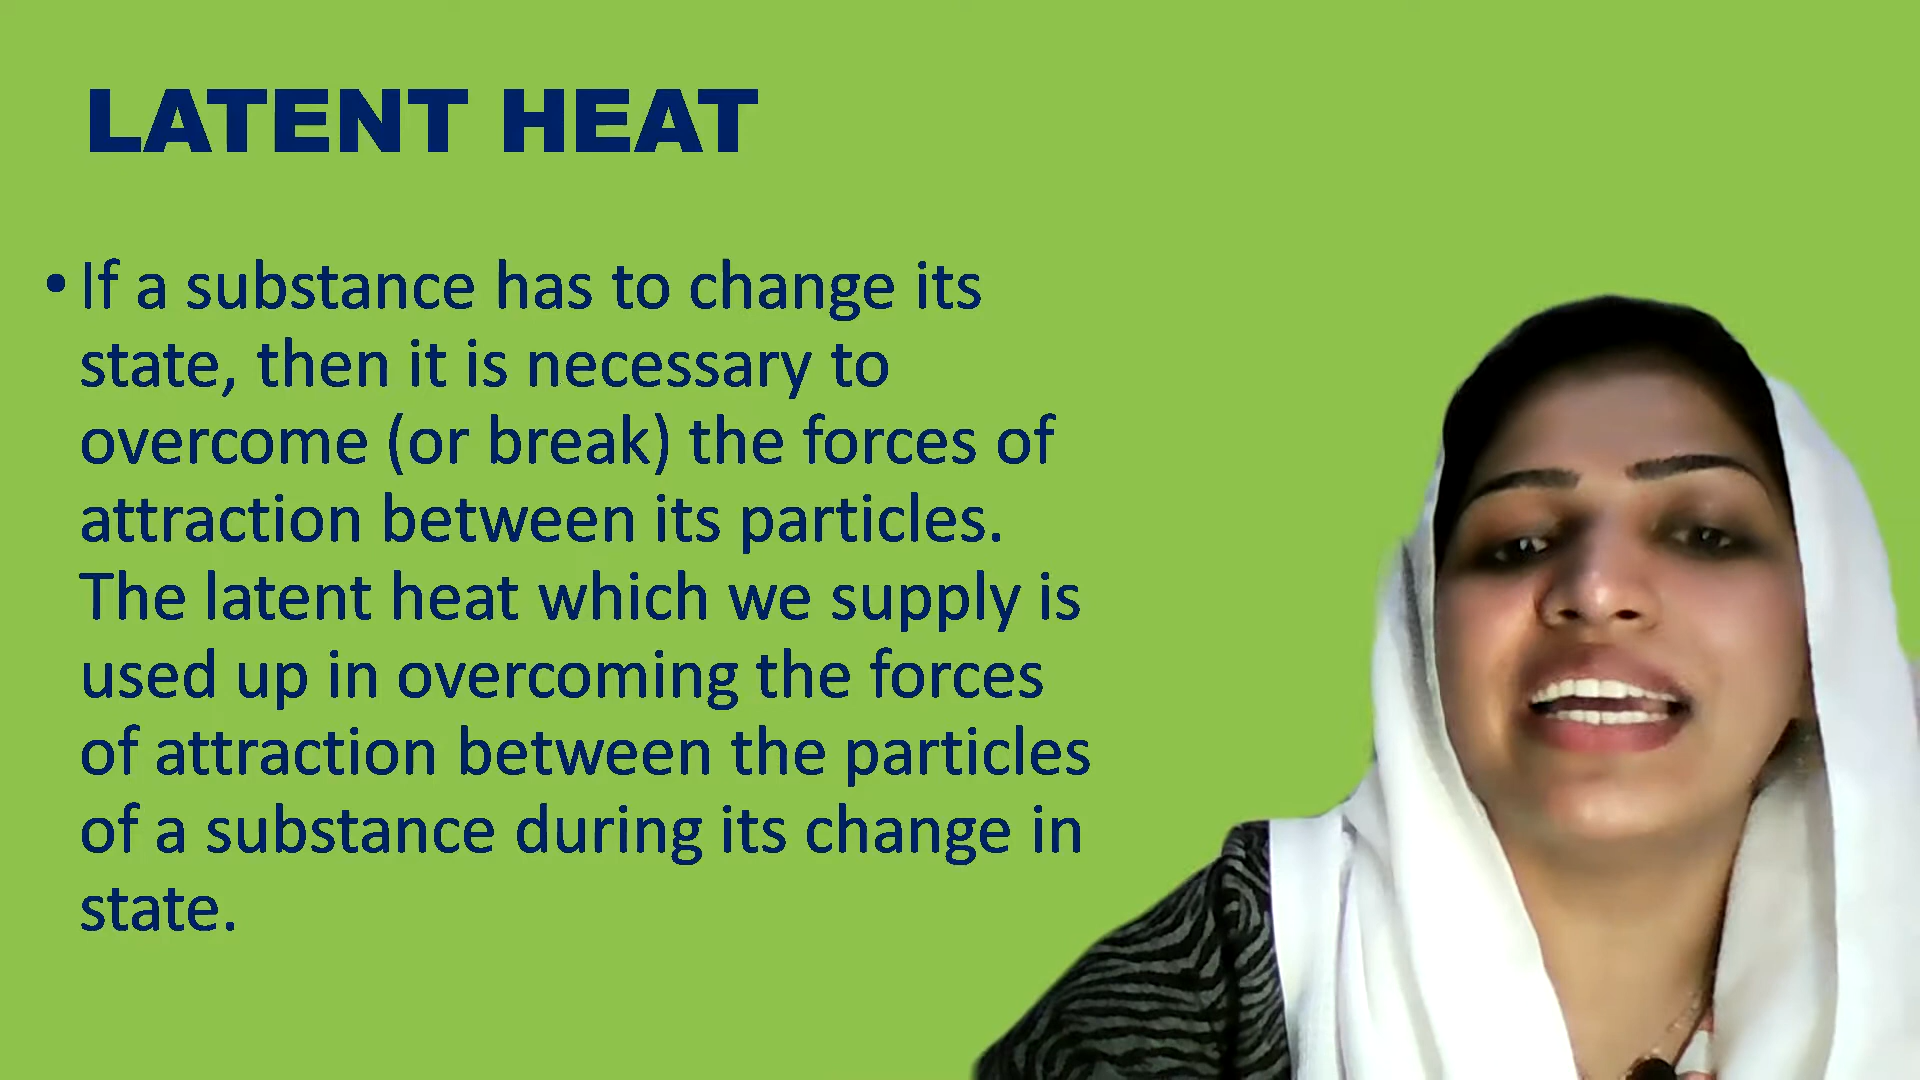 LATENT HEAT
• If a substance has to change its
state, then it is necessary to
overcome (or break) the forces of
attraction between its particles.
The latent heat which we supply is
used up in overcoming the forces
of attraction between the particles
of a substance during its change in
state.